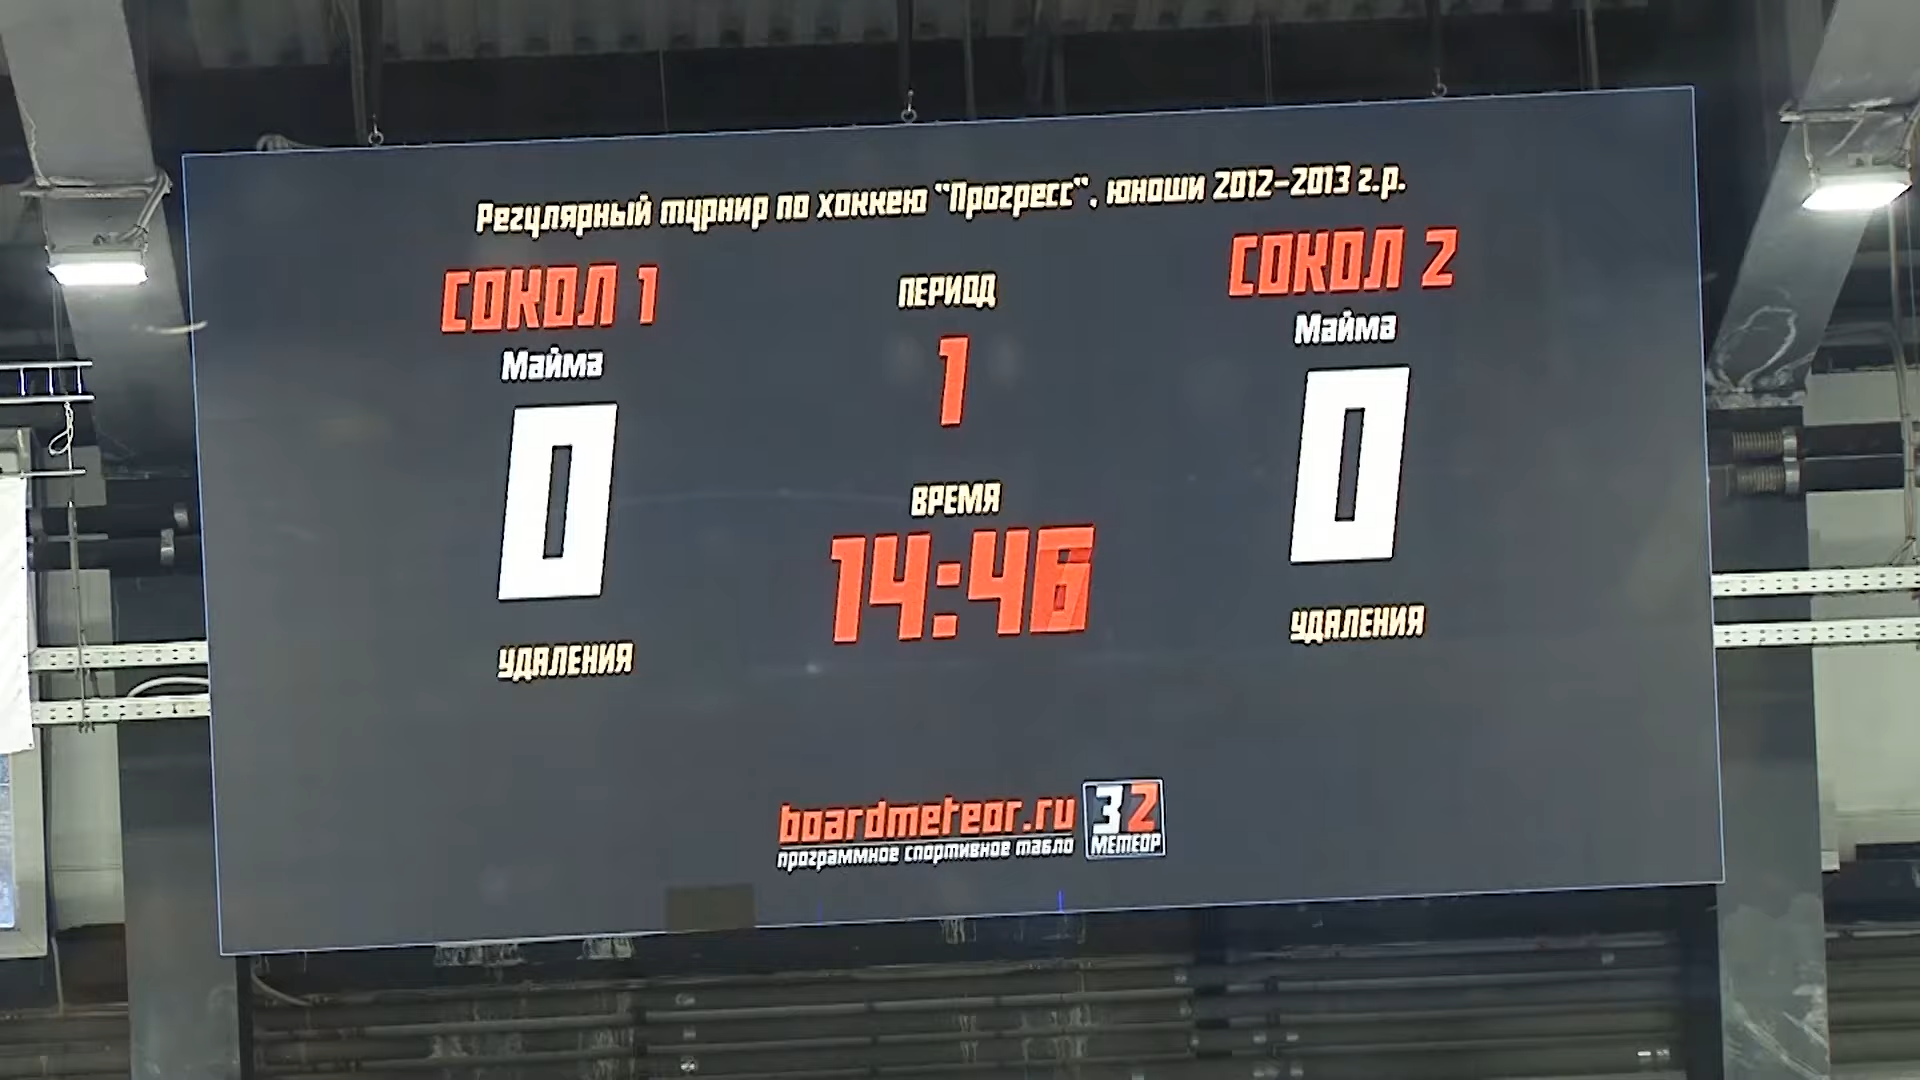 Регулярный турнир по хоккею "Прогресс", юноши 2012-2013 г.р.
СОКОЛ 1
Майма
0
УДАЛЕНИЯ
ПЕРИОД
1
ВРЕМЯ
14:46
СОКОЛ 2
Майма
0
УДАЛЕНИЯ
boardmeteor.ru
программное спортивное табло
32
МЕТЕОР